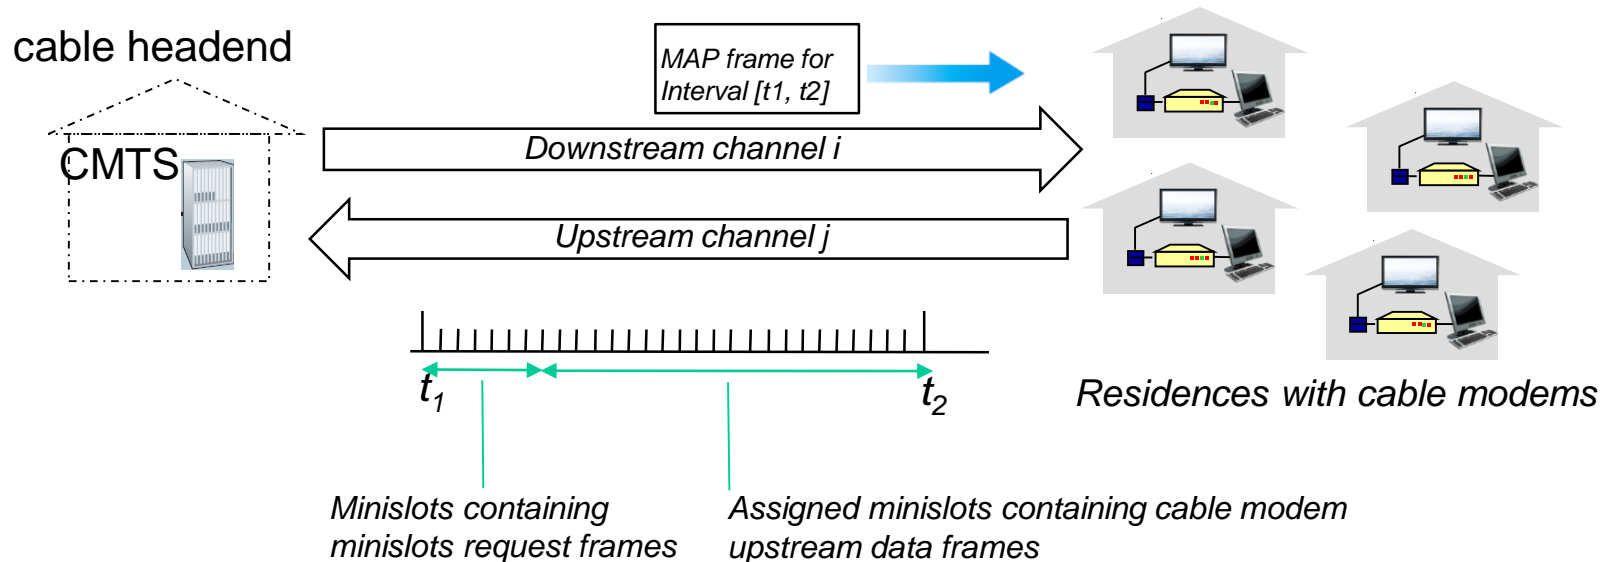 cable headend
CMTS
MAP frame for
Interval [t1, t2]
Downstream channel i
Upstream channel j
t1
t2
Residences with cable modems
Minislots containing
minislots request frames
Assigned minislots containing cable modem
upstream data frames